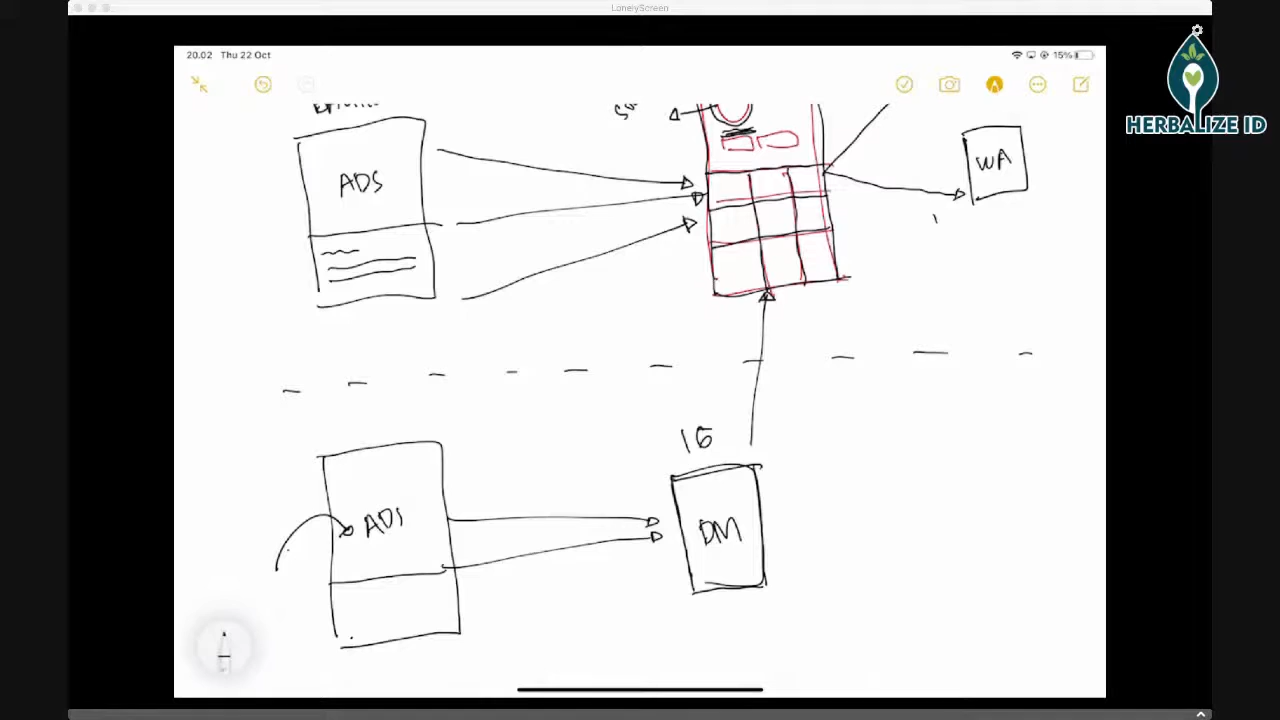 LonelyScreen
20.02 Thu 22 Oct
15%
HERBALIZE ID
ADS
WA
IG
ADS
DM